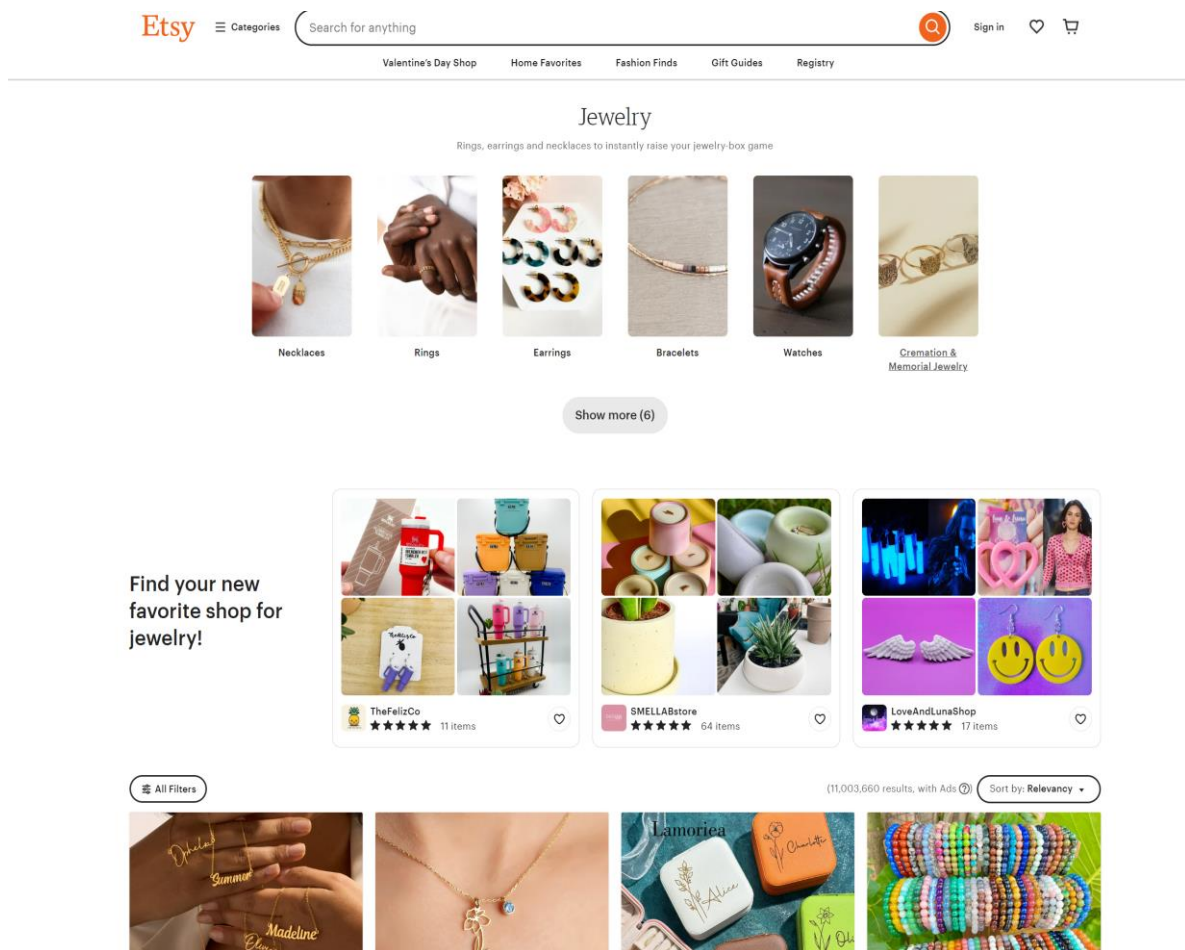 Etsy
Categories
Search for anything
Sign in
Valentine's Day Shop
Home Favorites
Fashion Finds
Gift Guides
Registry
Jewelry
Rings, earrings and necklaces to instantly raise your jewelry-box game
Necklaces
Rings
Earrings
Bracelets
Watches
Cremation &
Memorial Jewelry
Show more (6)
Find your new
favorite shop for
jewelry!
TheFelizCo
11 items
SMELLABstore
64 items
LoveAndLunaShop
17 items
All Filters
(11,003,660 results, with Ads ?)
Sort by: Relevancy
Ophelia
Summer
Madeline
Lamoriea
Charlotte
Alice